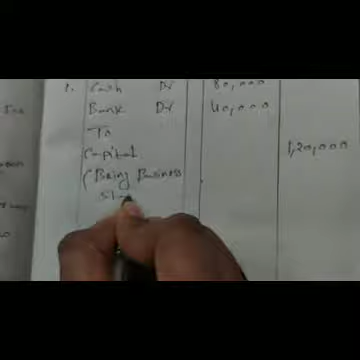 1. Cash Dr 80,000
Bank Dr 40,000
To
Capital 1,20,000
(Being Business